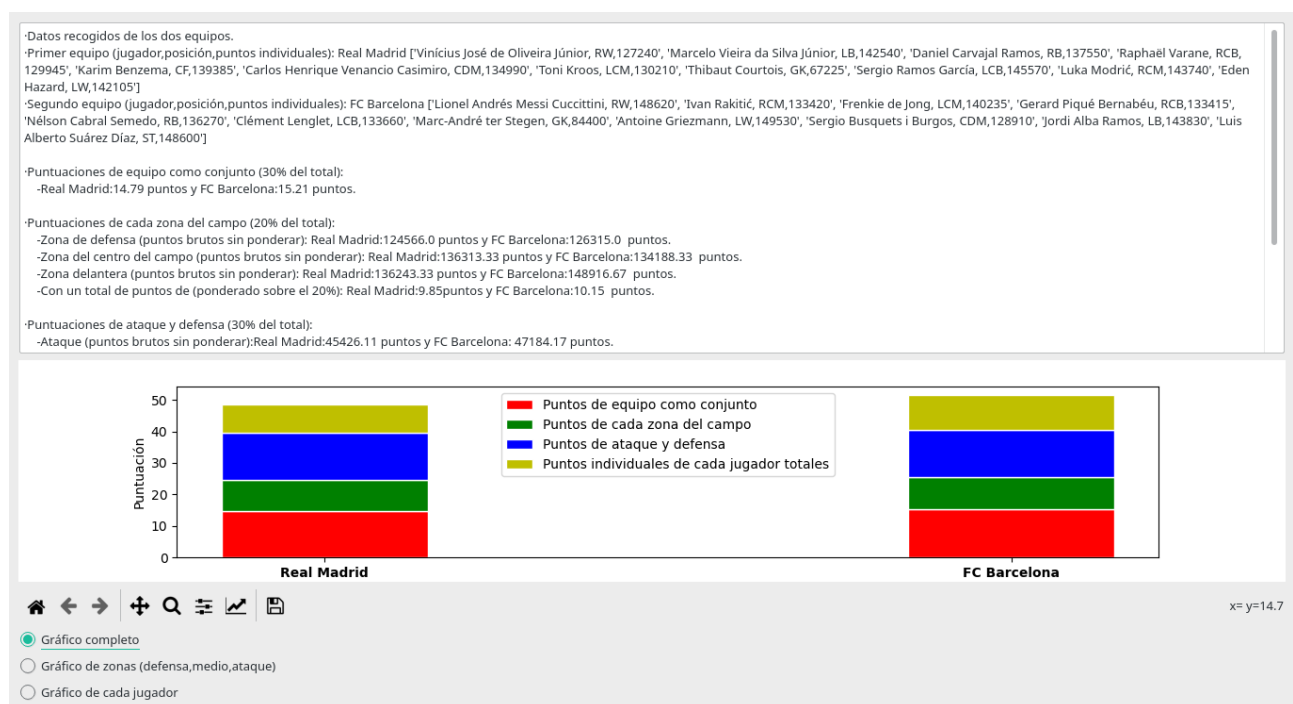 ·Datos recogidos de los dos equipos.
·Primer equipo (jugador,posición,puntos individuales): Real Madrid ['Vinícius José de Oliveira Júnior, RW,127240', 'Marcelo Vieira da Silva Júnior, LB,142540', 'Daniel Carvajal Ramos, RB,137550', 'Raphaël Varane, RCB,
129945', 'Karim Benzema, CF,139385', 'Carlos Henrique Venancio Casimiro, CDM,134990', 'Toni Kroos, LCM,130210', 'Thibaut Courtois, GK,67225', 'Sergio Ramos García, LCB,145570', 'Luka Modrić, RCM,143740', 'Eden
Hazard, LW,142105']
·Segundo equipo (jugador,posición,puntos individuales): FC Barcelona ['Lionel Andrés Messi Cuccittini, RW,148620', 'Ivan Rakitić, RCM,133420', 'Frenkie de Jong, LCM,140235', 'Gerard Piqué Bernabéu, RCB,133415',
'Nélson Cabral Semedo, RB,136270', 'Clément Lenglet, LCB,133660', 'Marc-André ter Stegen, GK,84400', 'Antoine Griezmann, LW,149530', 'Sergio Busquets i Burgos, CDM,128910', 'Jordi Alba Ramos, LB,143830', 'Luis
Alberto Suárez Díaz, ST,148600']
·Puntuaciones de equipo como conjunto (30% del total):
-Real Madrid:14.79 puntos y FC Barcelona:15.21 puntos.
·Puntuaciones de cada zona del campo (20% del total):
-Zona de defensa (puntos brutos sin ponderar): Real Madrid:124566.0 puntos y FC Barcelona:126315.0  puntos.
-Zona del centro del campo (puntos brutos sin ponderar): Real Madrid:136313.33 puntos y FC Barcelona:134188.33  puntos.
-Zona delantera (puntos brutos sin ponderar): Real Madrid:136243.33 puntos y FC Barcelona:148916.67  puntos.
-Con un total de puntos de (ponderado sobre el 20%): Real Madrid:9.85puntos y FC Barcelona:10.15  puntos.
·Puntuaciones de ataque y defensa (30% del total):
-Ataque (puntos brutos sin ponderar):Real Madrid:45426.11 puntos y FC Barcelona: 47184.17 puntos.
Puntuación
50
40
30
20
10
0
Puntos de equipo como conjunto
Puntos de cada zona del campo
Puntos de ataque y defensa
Puntos individuales de cada jugador totales
Real Madrid
FC Barcelona
x= y=14.7
Gráfico completo
Gráfico de zonas (defensa,medio,ataque)
Gráfico de cada jugador